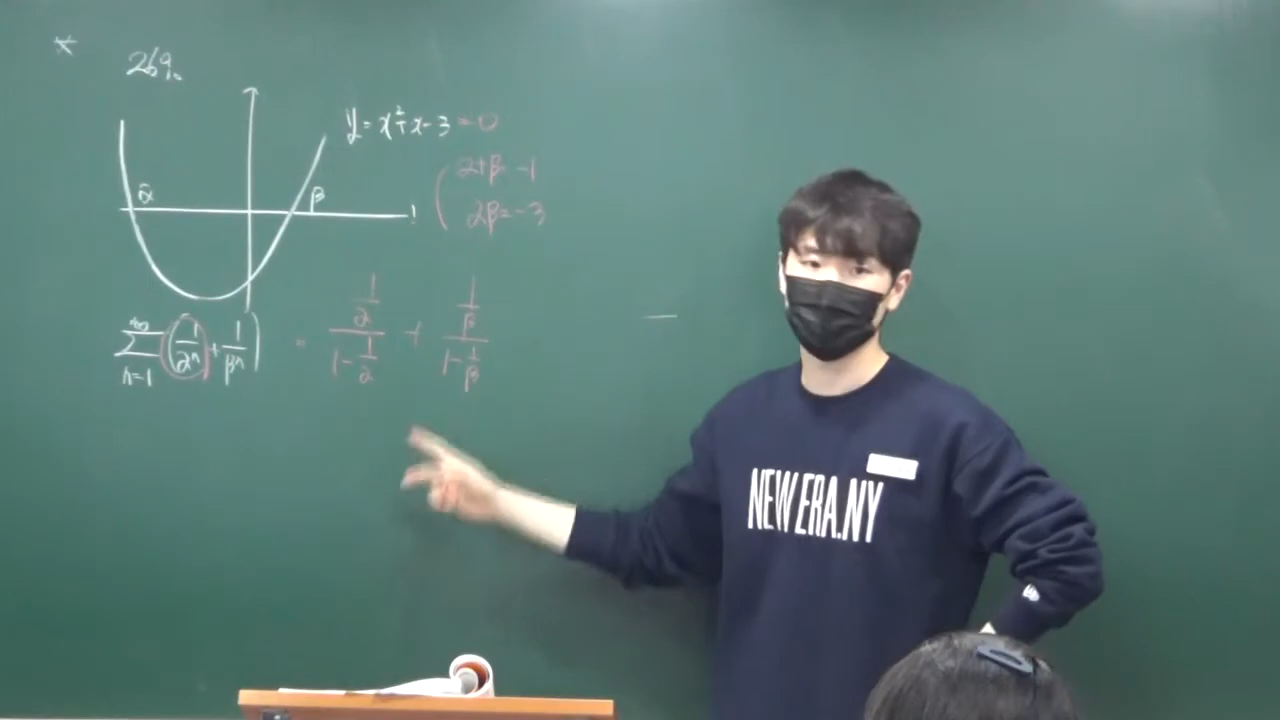 269.
y = x² + x - 3 = 0
α
β
α+β -1
αβ = -3
∑_{n=1}^{∞} (1/αⁿ + 1/βⁿ) = (1/α)/(1 - 1/α) + (1/β)/(1 - 1/β)
NEW ERA.NY